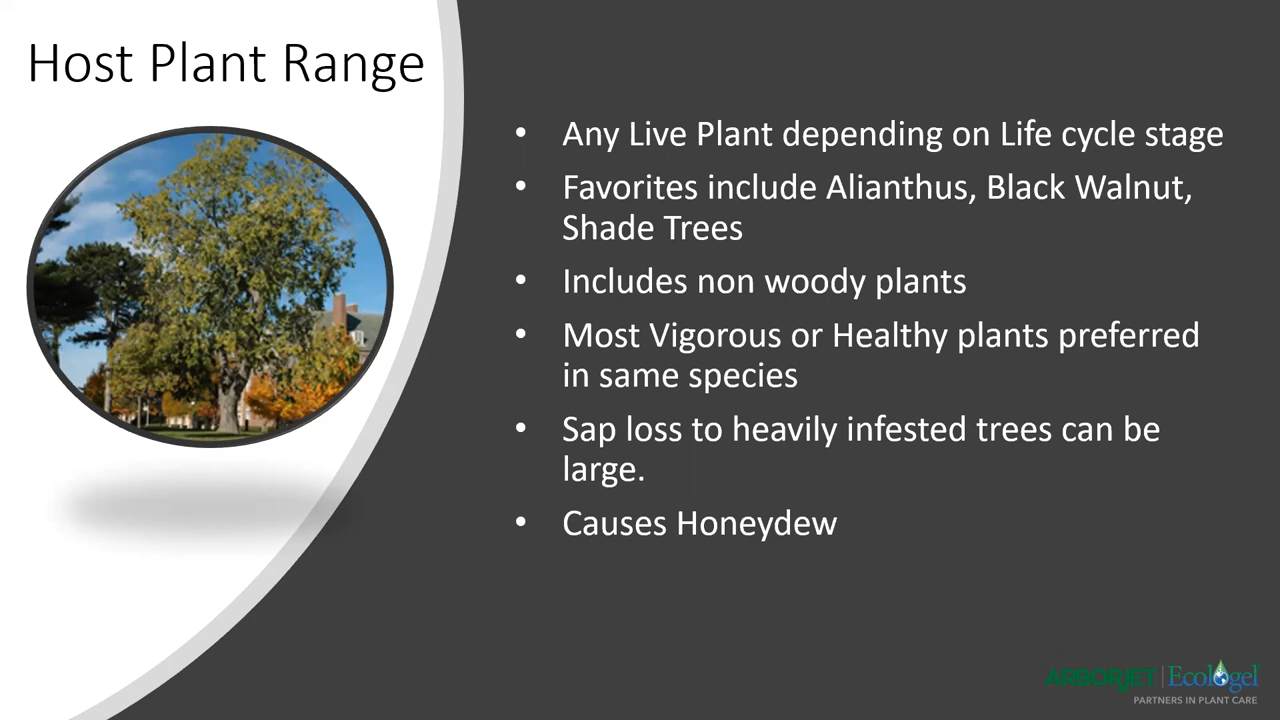 Host Plant Range
• Any Live Plant depending on Life cycle stage
• Favorites include Alianthus, Black Walnut,
Shade Trees
• Includes non woody plants
• Most Vigorous or Healthy plants preferred
in same species
• Sap loss to heavily infested trees can be
large.
• Causes Honeydew
ARBORJET | Ecologel
PARTNERS IN PLANT CARE